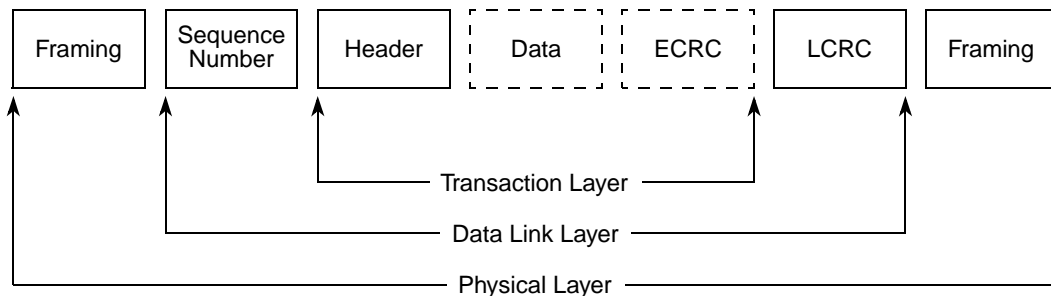 Framing
Sequence
Number
Header
Data
ECRC
LCRC
Framing
Transaction Layer
Data Link Layer
Physical Layer